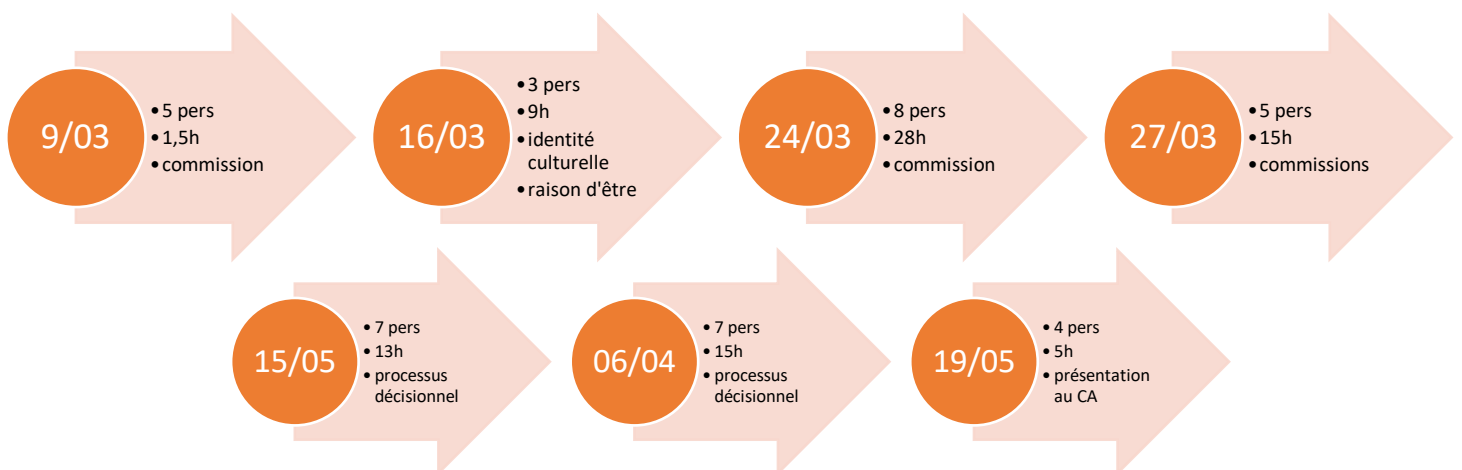 9/03
•5 pers
•1,5h
•commission
16/03
•3 pers
•9h
•identité
culturelle
•raison d'être
24/03
•8 pers
•28h
•commission
27/03
•5 pers
•15h
•commissions
15/05
• 7 pers
• 13h
• processus
décisionnel
06/04
• 7 pers
• 15h
• processus
décisionnel
19/05
• 4 pers
• 5h
• présentation
au CA